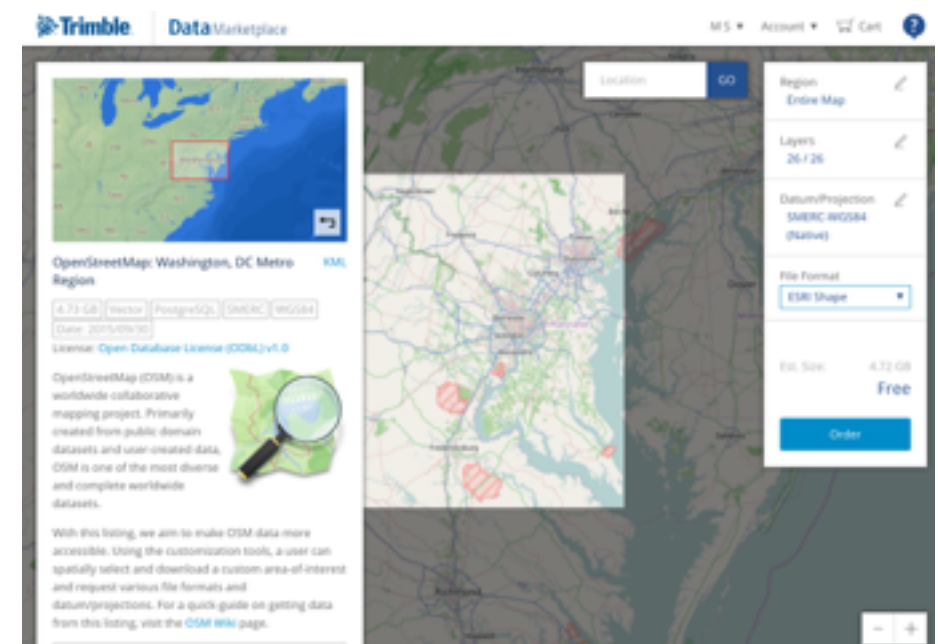 Trimble
Data Marketplace
M S ▾ Account ▾ Cart ?
Location GO
Region
Entire Map
Layers
26 / 26
Datum/Projection
SMERC-WGS84
(Native)
File Format
ESRI Shape
Est. Size: 4.72 GB
Free
Order
OpenStreetMap: Washington, DC Metro KML
Region
4.73 GB Vector PostgreSQL SMERC WGS84
Date: 2015/09/30
License: Open Database License (ODbL) v1.0
OpenStreetMap (OSM) is a
worldwide collaborative
mapping project. Primarily
created from public domain
datasets and user-created data,
OSM is one of the most diverse
and complete worldwide
datasets.
With this listing, we aim to make OSM data more
accessible. Using the customization tools, a user can
spatially select and download a custom area-of-interest
and request various file formats and
datum/projections. For a quick guide on getting data
from this listing, visit the OSM Wiki page.
Dover
Richmond
− +